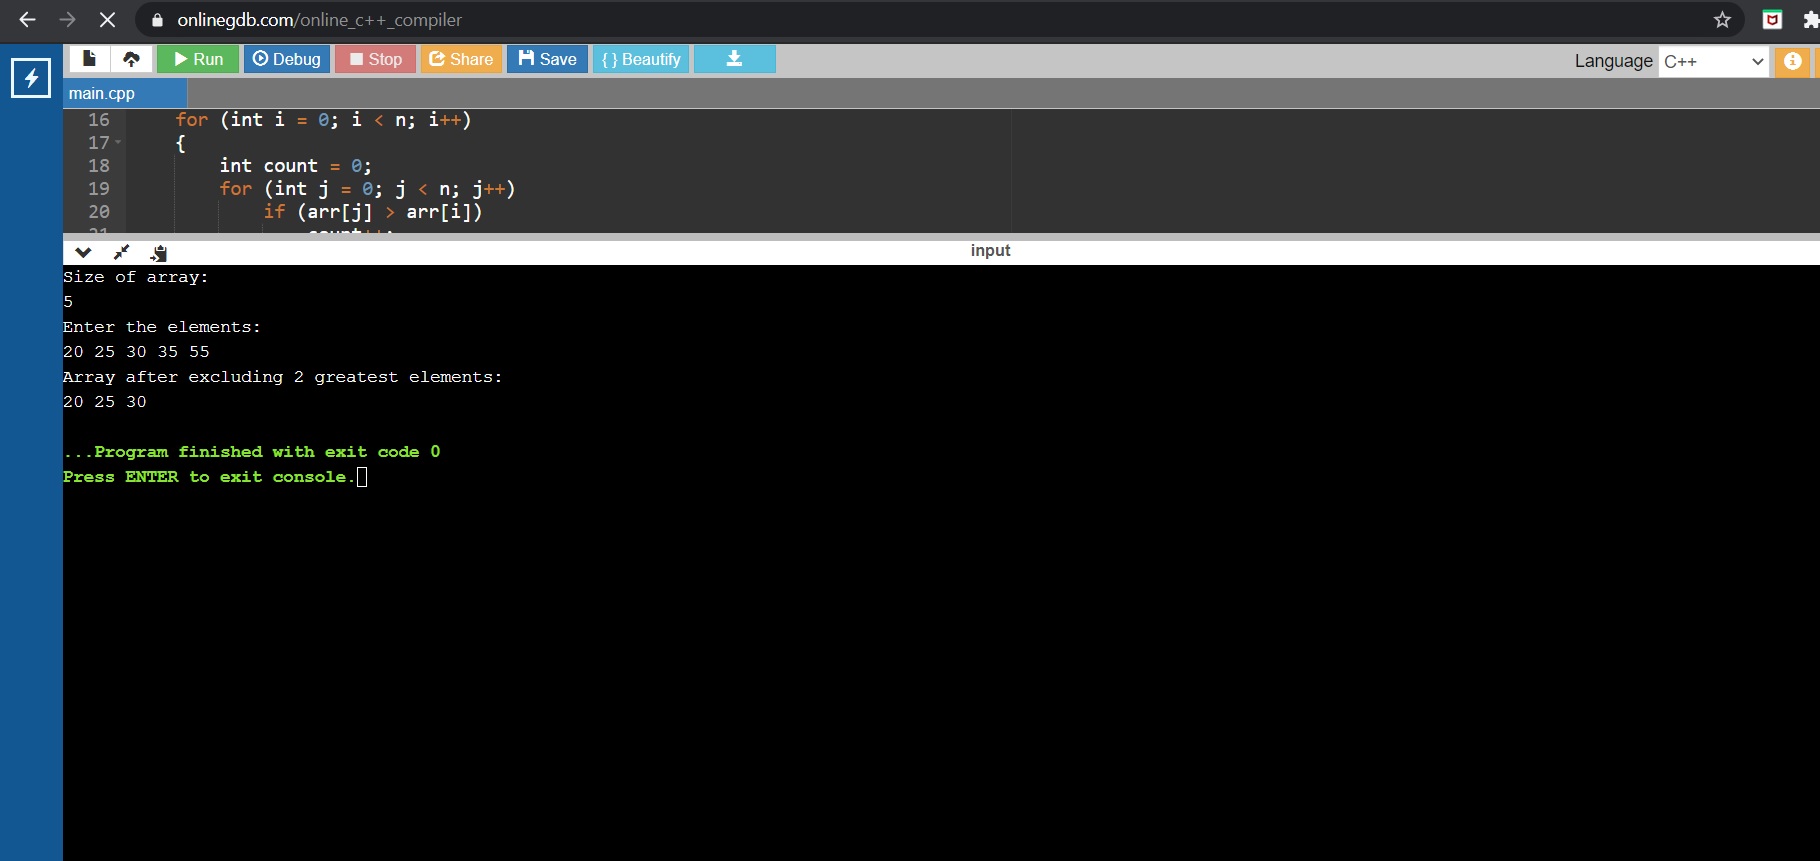 onlinegdb.com/online_c++_compiler
Run Debug Stop Share Save { } Beautify Language C++
main.cpp
16 for (int i = 0; i < n; i++)
17 {
18 int count = 0;
19 for (int j = 0; j < n; j++)
20 if (arr[j] > arr[i])
input
Size of array:
5
Enter the elements:
20 25 30 35 55
Array after excluding 2 greatest elements:
20 25 30
...Program finished with exit code 0
Press ENTER to exit console.